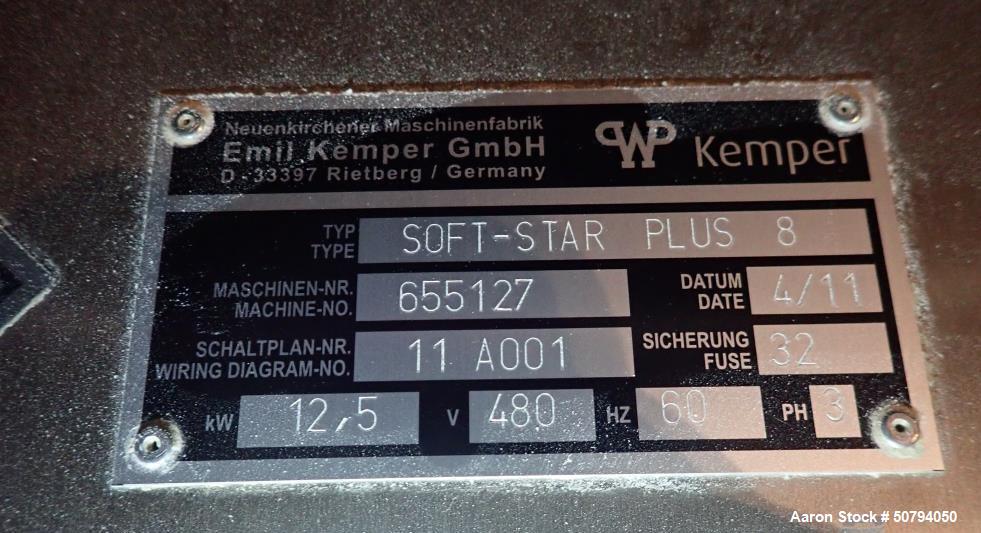 Neuenkirchener Maschinenfabrik
Emil Kemper GmbH
D - 33397 Rietberg / Germany
WP Kemper
TYP
TYPE
SOFT-STAR PLUS 8
MASCHINEN-NR.
MACHINE-NO.
655127
DATUM
DATE
4/11
SCHALTPLAN-NR.
WIRING DIAGRAM-NO.
11 A001
SICHERUNG
FUSE
32
kW 12,5 V 480 HZ 60 PH 3
Aaron Stock # 50794050